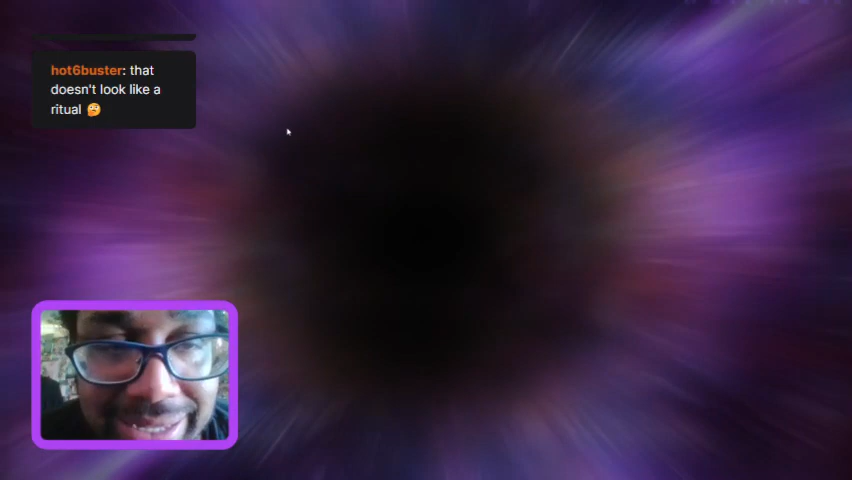 hot6buster: that
doesn't look like a
ritual 🤔